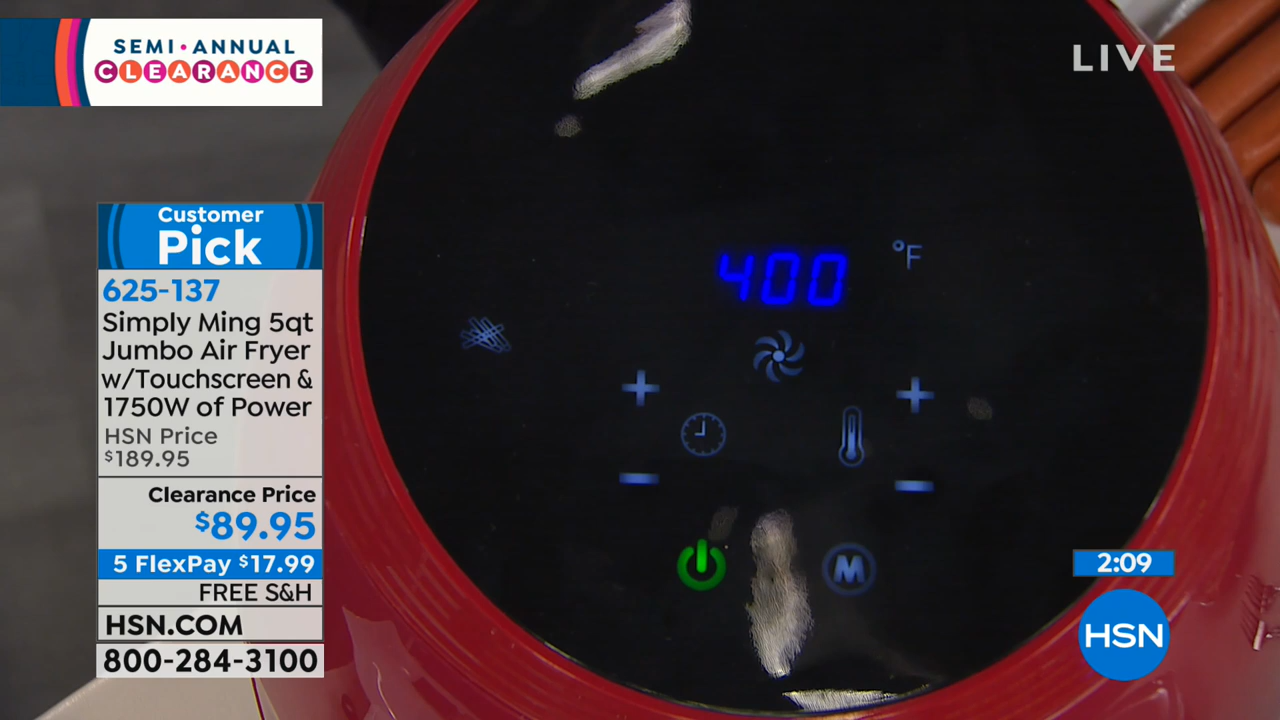 SEMI•ANNUAL
CLEARANCE
LIVE
Customer
Pick
625-137
Simply Ming 5qt
Jumbo Air Fryer
w/Touchscreen &
1750W of Power
HSN Price
$189.95
Clearance Price
$89.95
5 FlexPay $17.99
FREE S&H
HSN.COM
800-284-3100
400 °F
M
2:09
HSN